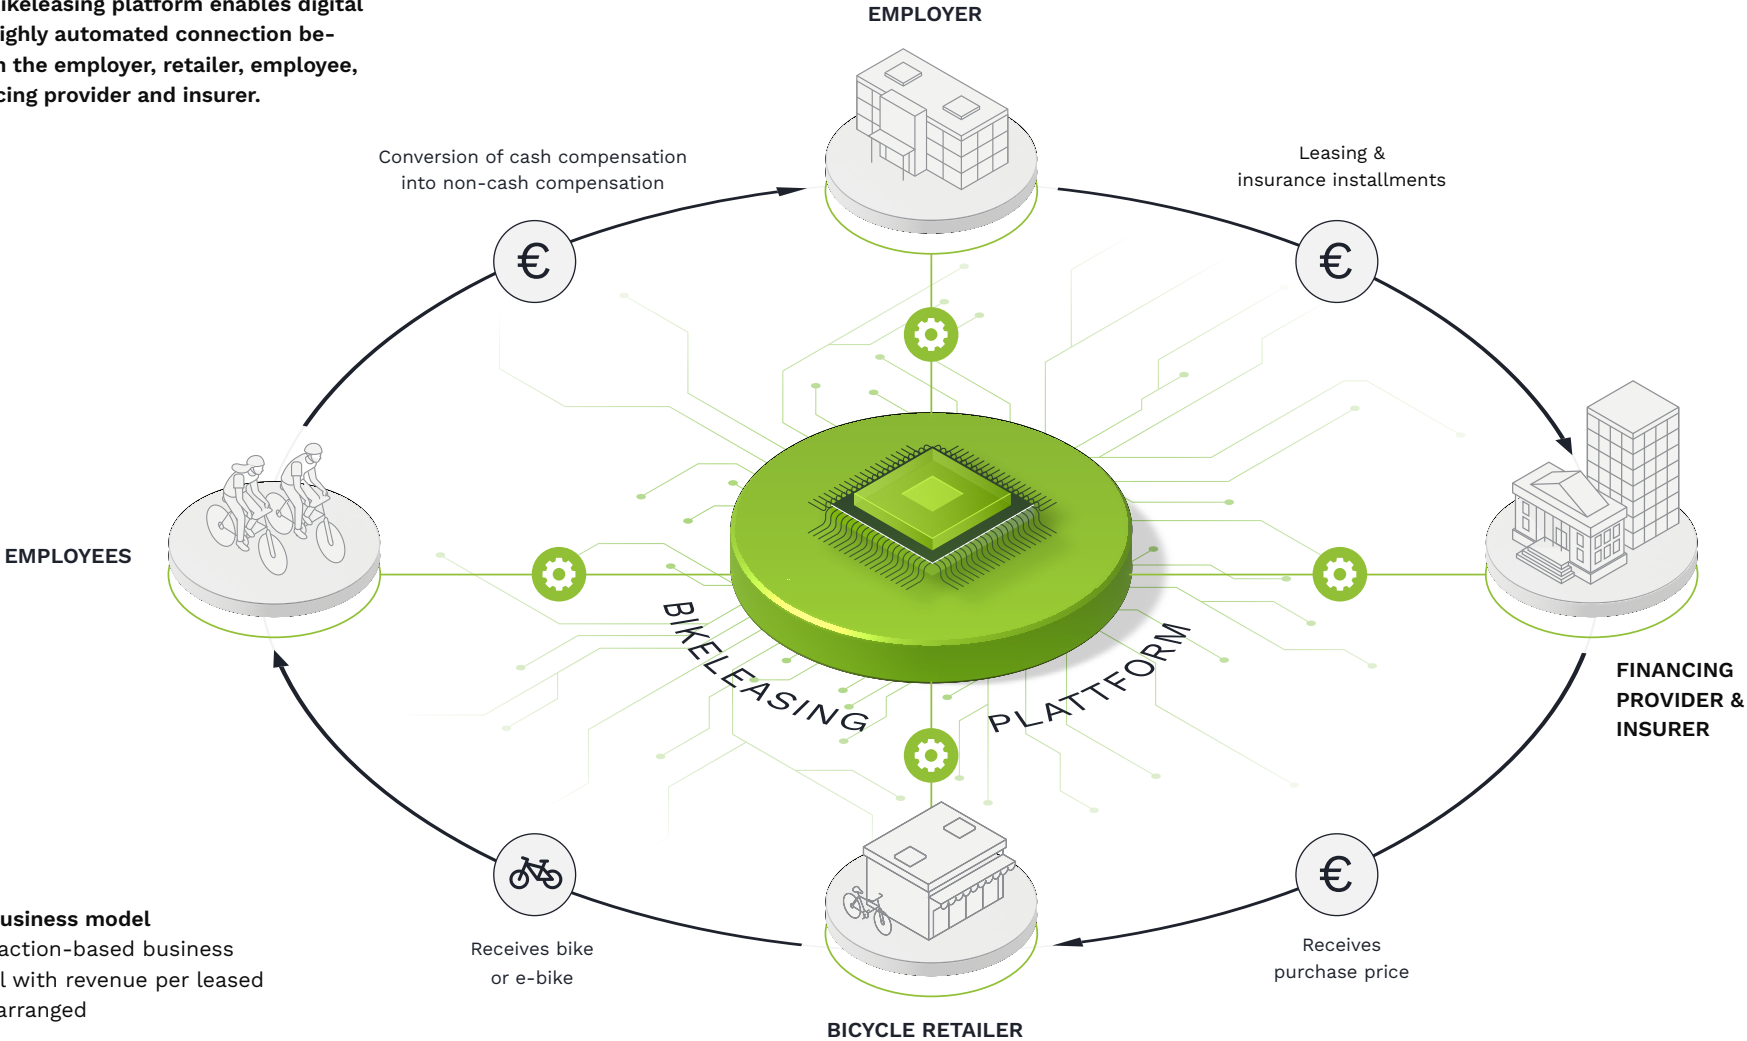 ikeleasing platform enables digital
ighly automated connection be-
n the employer, retailer, employee,
cing provider and insurer.
EMPLOYER
Conversion of cash compensation
into non-cash compensation
Leasing &
insurance installments
€
€
EMPLOYEES
BIKELEASING PLATTFORM
FINANCING
PROVIDER &
INSURER
€
usiness model
action-based business
l with revenue per leased
arranged
Receives bike
or e-bike
Receives
purchase price
BICYCLE RETAILER